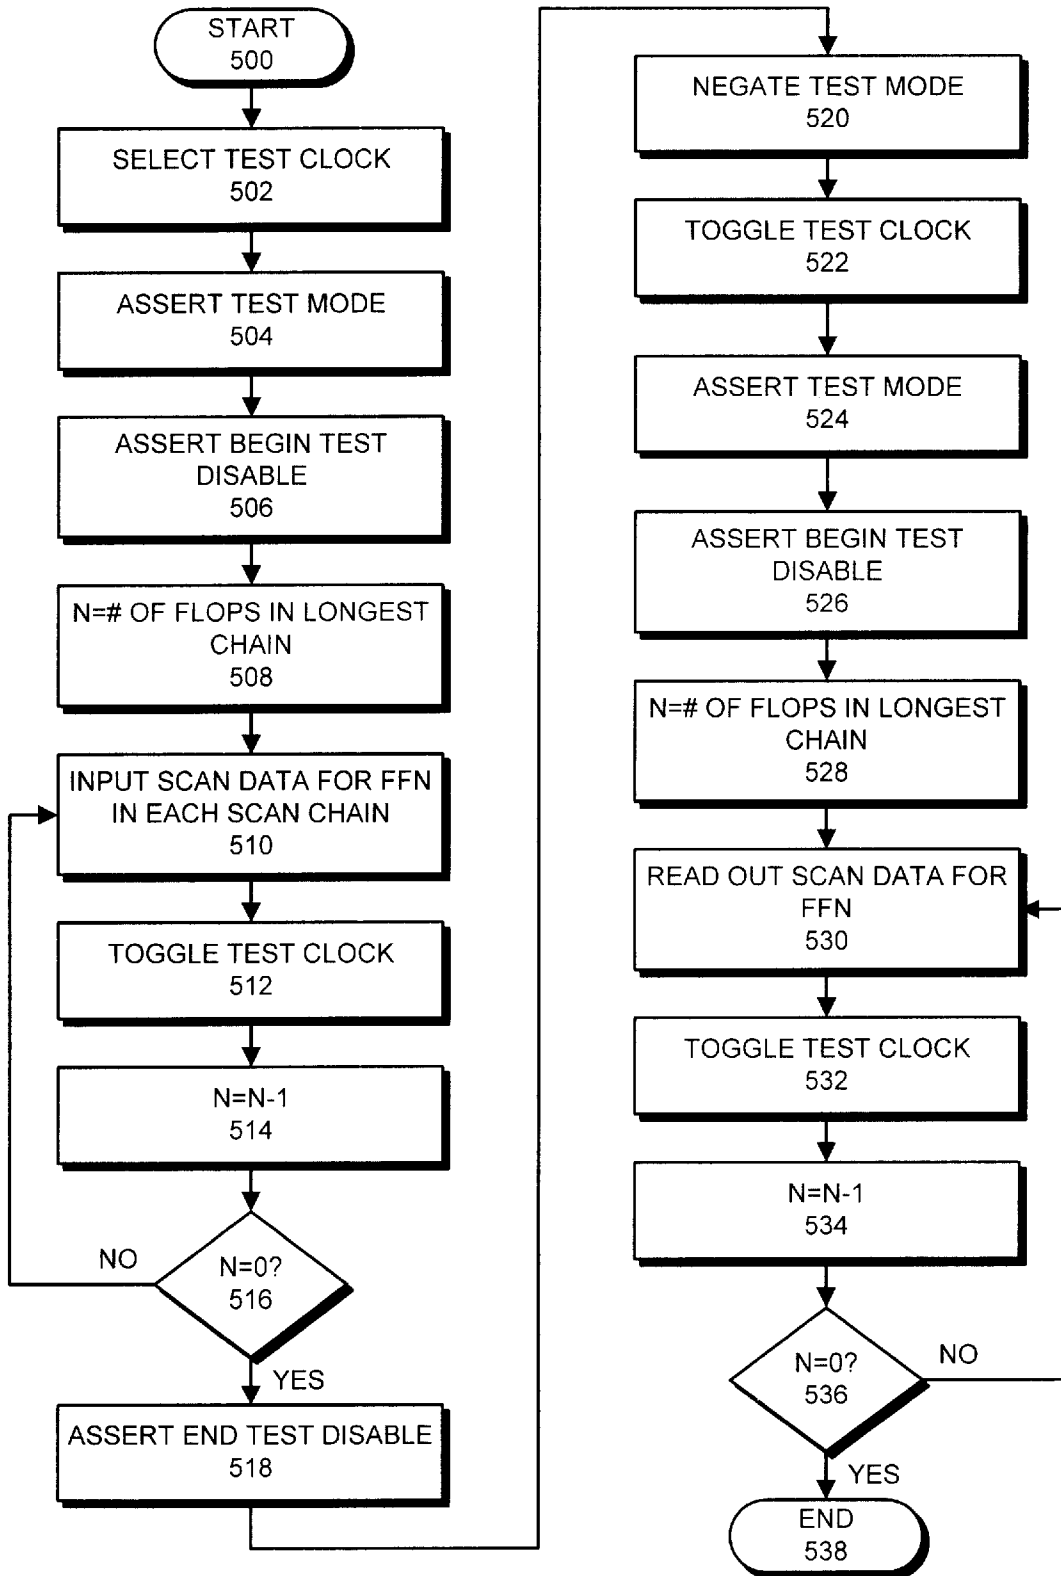 START
500
SELECT TEST CLOCK
502
ASSERT TEST MODE
504
ASSERT BEGIN TEST
DISABLE
506
N=# OF FLOPS IN LONGEST
CHAIN
508
INPUT SCAN DATA FOR FFN
IN EACH SCAN CHAIN
510
TOGGLE TEST CLOCK
512
N=N-1
514
NO
N=0?
516
YES
ASSERT END TEST DISABLE
518
NEGATE TEST MODE
520
TOGGLE TEST CLOCK
522
ASSERT TEST MODE
524
ASSERT BEGIN TEST
DISABLE
526
N=# OF FLOPS IN LONGEST
CHAIN
528
READ OUT SCAN DATA FOR
FFN
530
TOGGLE TEST CLOCK
532
N=N-1
534
N=0?
536
NO
YES
END
538